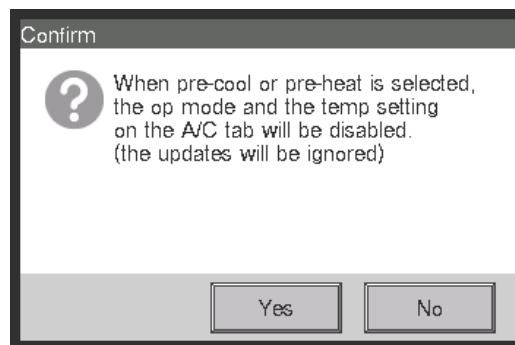 Confirm
When pre-cool or pre-heat is selected,
the op mode and the temp setting
on the A/C tab will be disabled.
(the updates will be ignored)
Yes
No